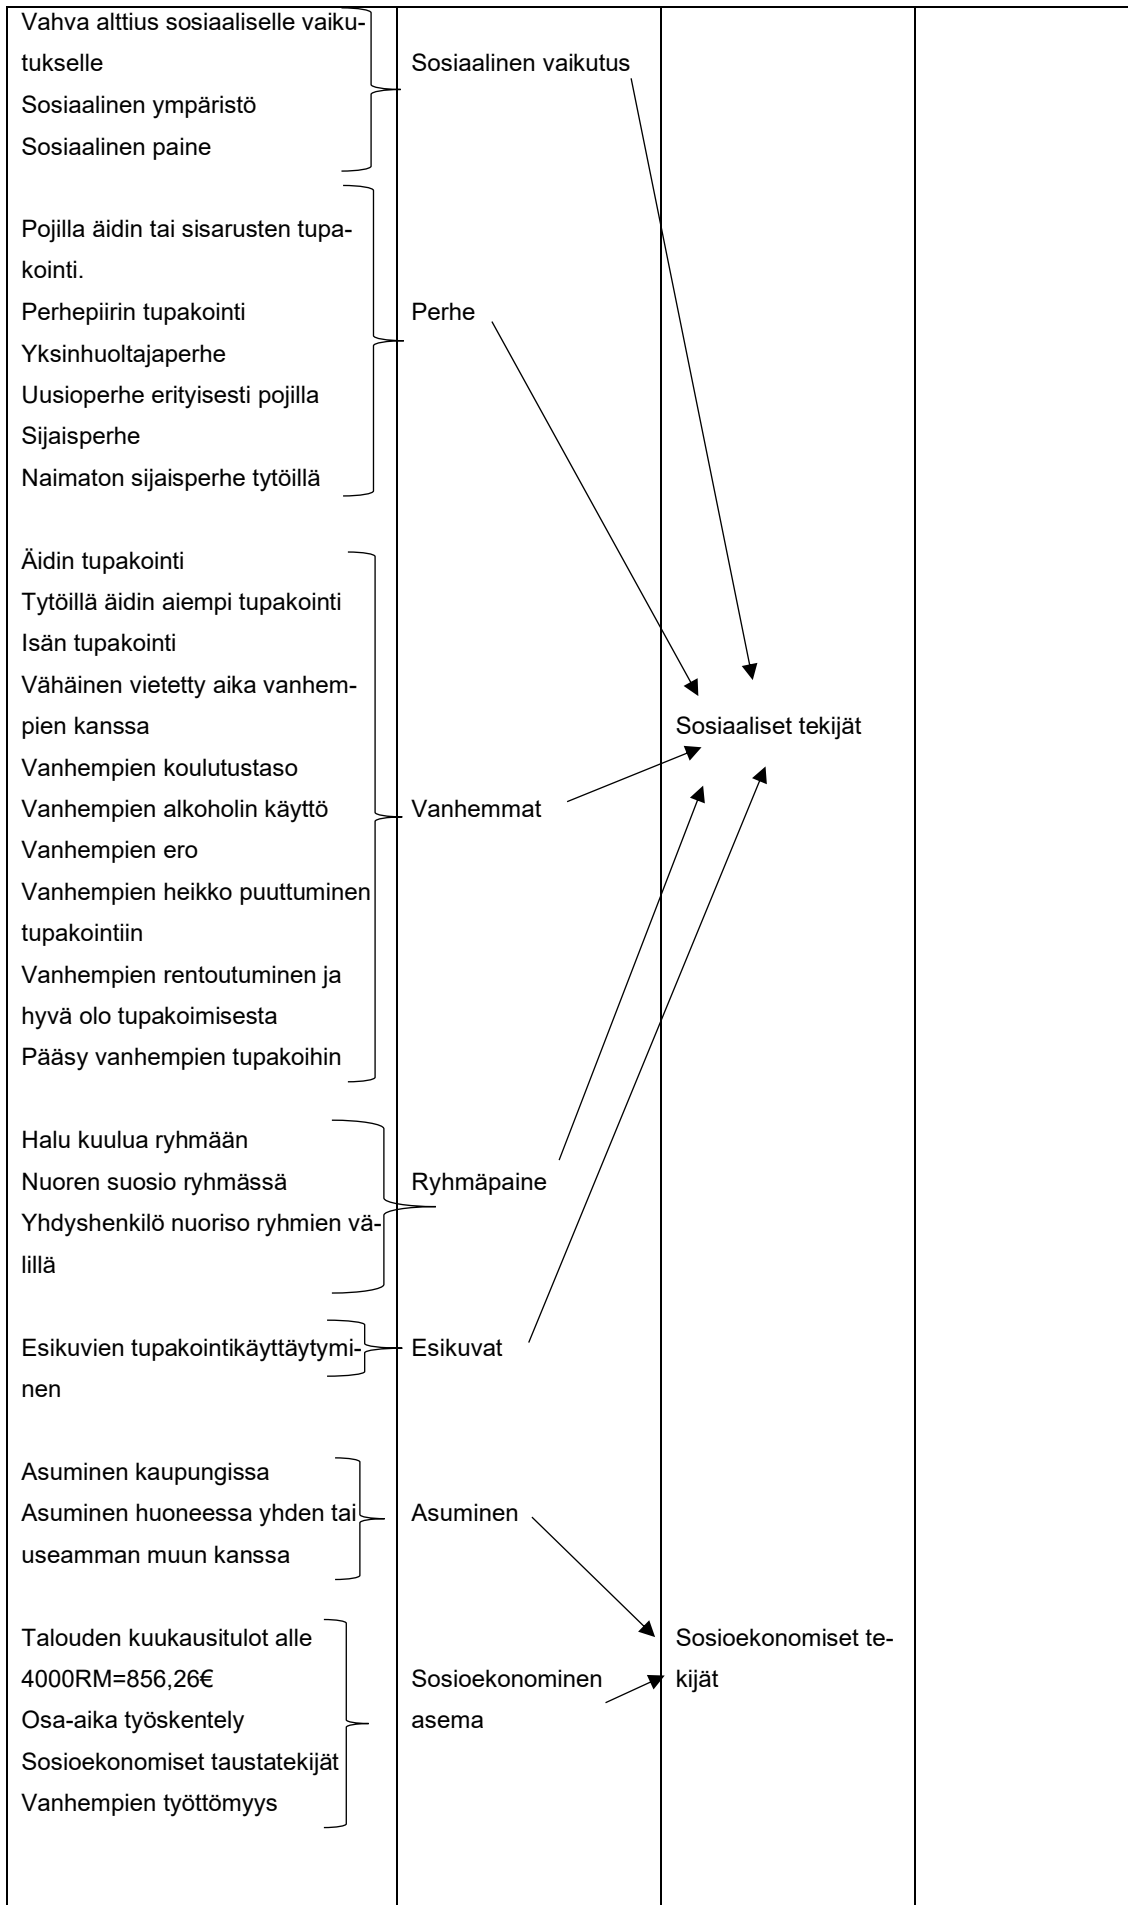 Vahva alttius sosiaaliselle vaiku-
tukselle
Sosiaalinen ympäristö
Sosiaalinen paine
Sosiaalinen vaikutus
Pojilla äidin tai sisarusten tupa-
kointi.
Perhepiirin tupakointi
Yksinhuoltajaperhe
Uusioperhe erityisesti pojilla
Sijaisperhe
Naimaton sijaisperhe tytöillä
Perhe
Äidin tupakointi
Tytöillä äidin aiempi tupakointi
Isän tupakointi
Vähäinen vietetty aika vanhem-
pien kanssa
Vanhempien koulutustaso
Vanhempien alkoholin käyttö
Vanhempien ero
Vanhempien heikko puuttuminen
tupakointiin
Vanhempien rentoutuminen ja
hyvä olo tupakoimisesta
Pääsy vanhempien tupakoihin
Vanhemmat
Halu kuulua ryhmään
Nuoren suosio ryhmässä
Yhdyshenkilö nuoriso ryhmien vä-
lillä
Ryhmäpaine
Esikuvien tupakointikäyttäytymi-
nen
Esikuvat
Sosiaaliset tekijät
Asuminen kaupungissa
Asuminen huoneessa yhden tai
useamman muun kanssa
Asuminen
Talouden kuukausitulot alle
4000RM=856,26€
Osa-aika työskentely
Sosioekonomiset taustatekijät
Vanhempien työttömyys
Sosioekonominen
asema
Sosioekonomiset te-
kijät